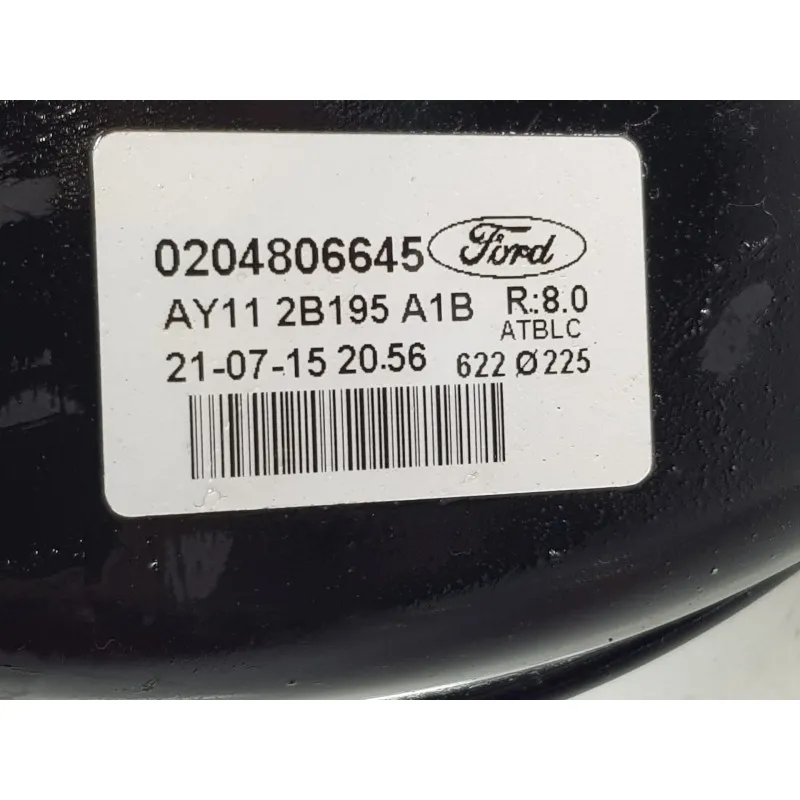 0204806645 Ford
AY11 2B195 A1B R:8.0
ATBLC
21-07-15 20.56 622 Ø225